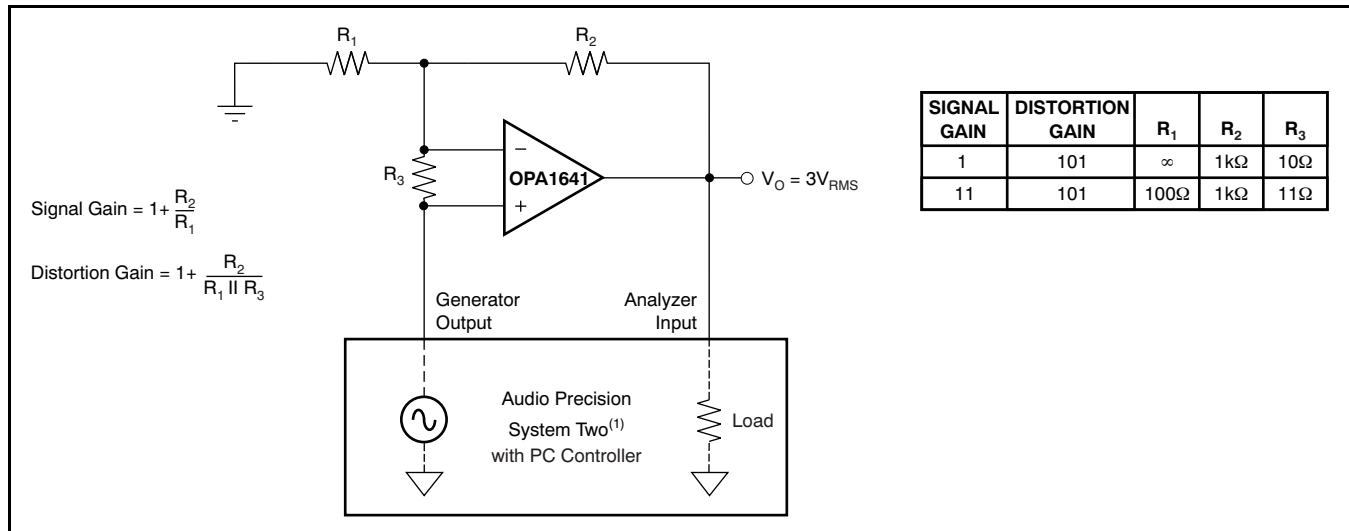 R1
R2
R3
−
OPA1641
+
VO = 3VRMS
Signal Gain = 1+ R2
R1
Distortion Gain = 1+ R2
R1 II R3
Generator
Output
Analyzer
Input
Audio Precision
System Two(1)
with PC Controller
Load
SIGNAL GAIN DISTORTION GAIN R1 R2 R3
1 101 ∞ 1kΩ 10Ω
11 101 100Ω 1kΩ 11Ω